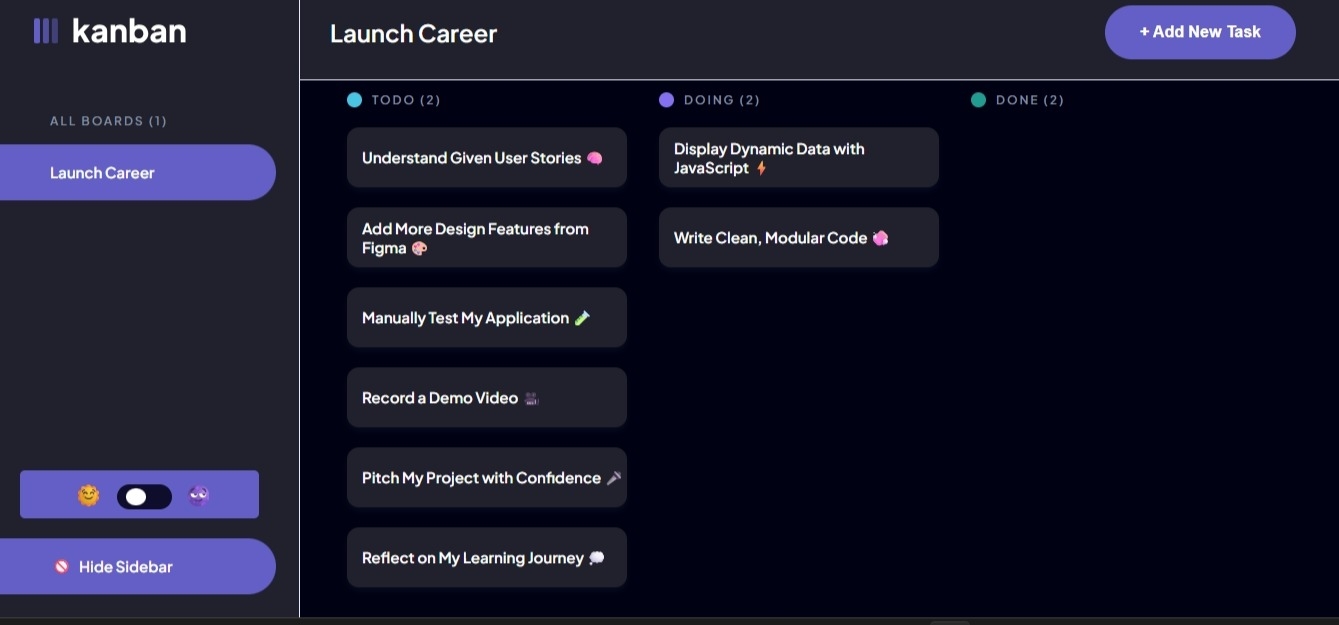 kanban
Launch Career
+ Add New Task
ALL BOARDS (1)
Launch Career
Hide Sidebar
TODO (2)
Understand Given User Stories 🧠
Add More Design Features from
Figma 🎨
Manually Test My Application 🧪
Record a Demo Video 🎥
Pitch My Project with Confidence 🎤
Reflect on My Learning Journey 💭
DOING (2)
Display Dynamic Data with
JavaScript ⚡
Write Clean, Modular Code 🧼
DONE (2)